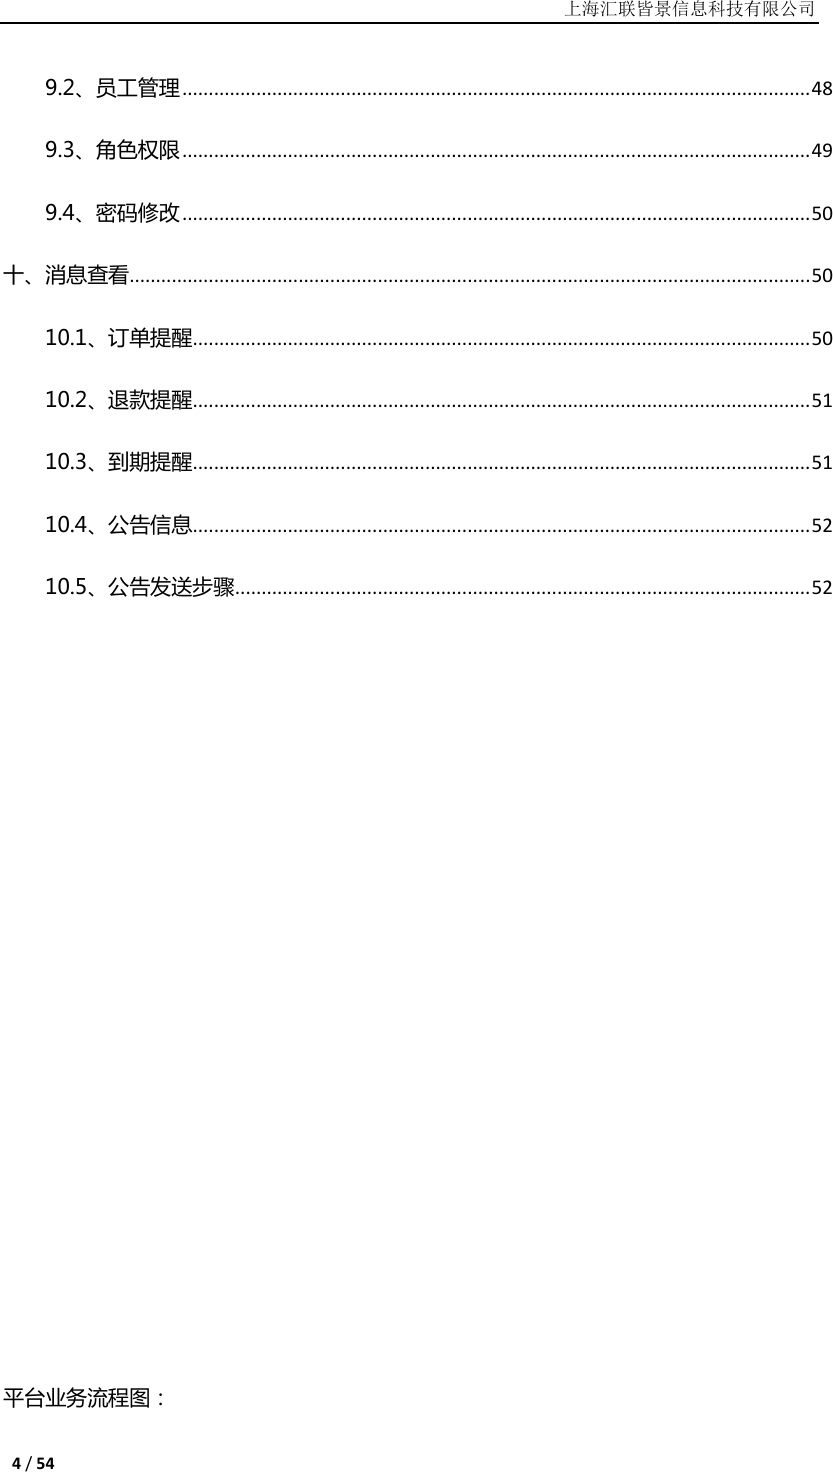 上海汇联皆景信息科技有限公司
9.2、员工管理........................................................................................................................48
9.3、角色权限........................................................................................................................49
9.4、密码修改........................................................................................................................50
十、消息查看..................................................................................................................................50
10.1、订单提醒......................................................................................................................50
10.2、退款提醒......................................................................................................................51
10.3、到期提醒......................................................................................................................51
10.4、公告信息......................................................................................................................52
10.5、公告发送步骤..............................................................................................................52
平台业务流程图：
4 / 54